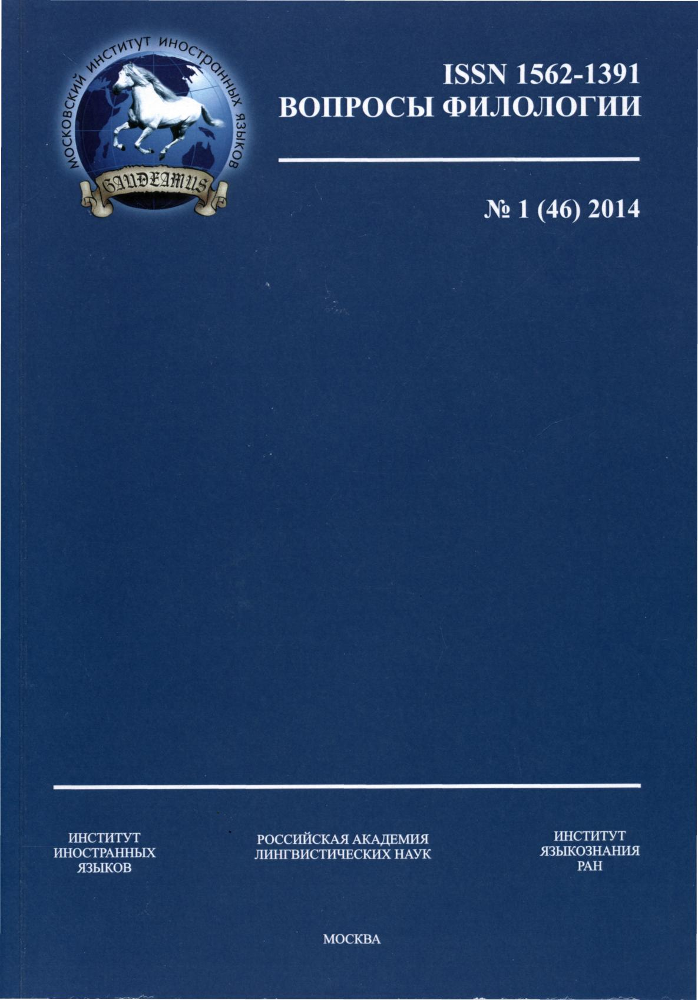 МОСКОВСКИЙ ИНСТИТУТ ИНОСТРАННЫХ ЯЗЫКОВ
GAUDEAMUS
ISSN 1562-1391
ВОПРОСЫ ФИЛОЛОГИИ
№ 1 (46) 2014
ИНСТИТУТ
ИНОСТРАННЫХ
ЯЗЫКОВ
РОССИЙСКАЯ АКАДЕМИЯ
ЛИНГВИСТИЧЕСКИХ НАУК
ИНСТИТУТ
ЯЗЫКОЗНАНИЯ
РАН
МОСКВА